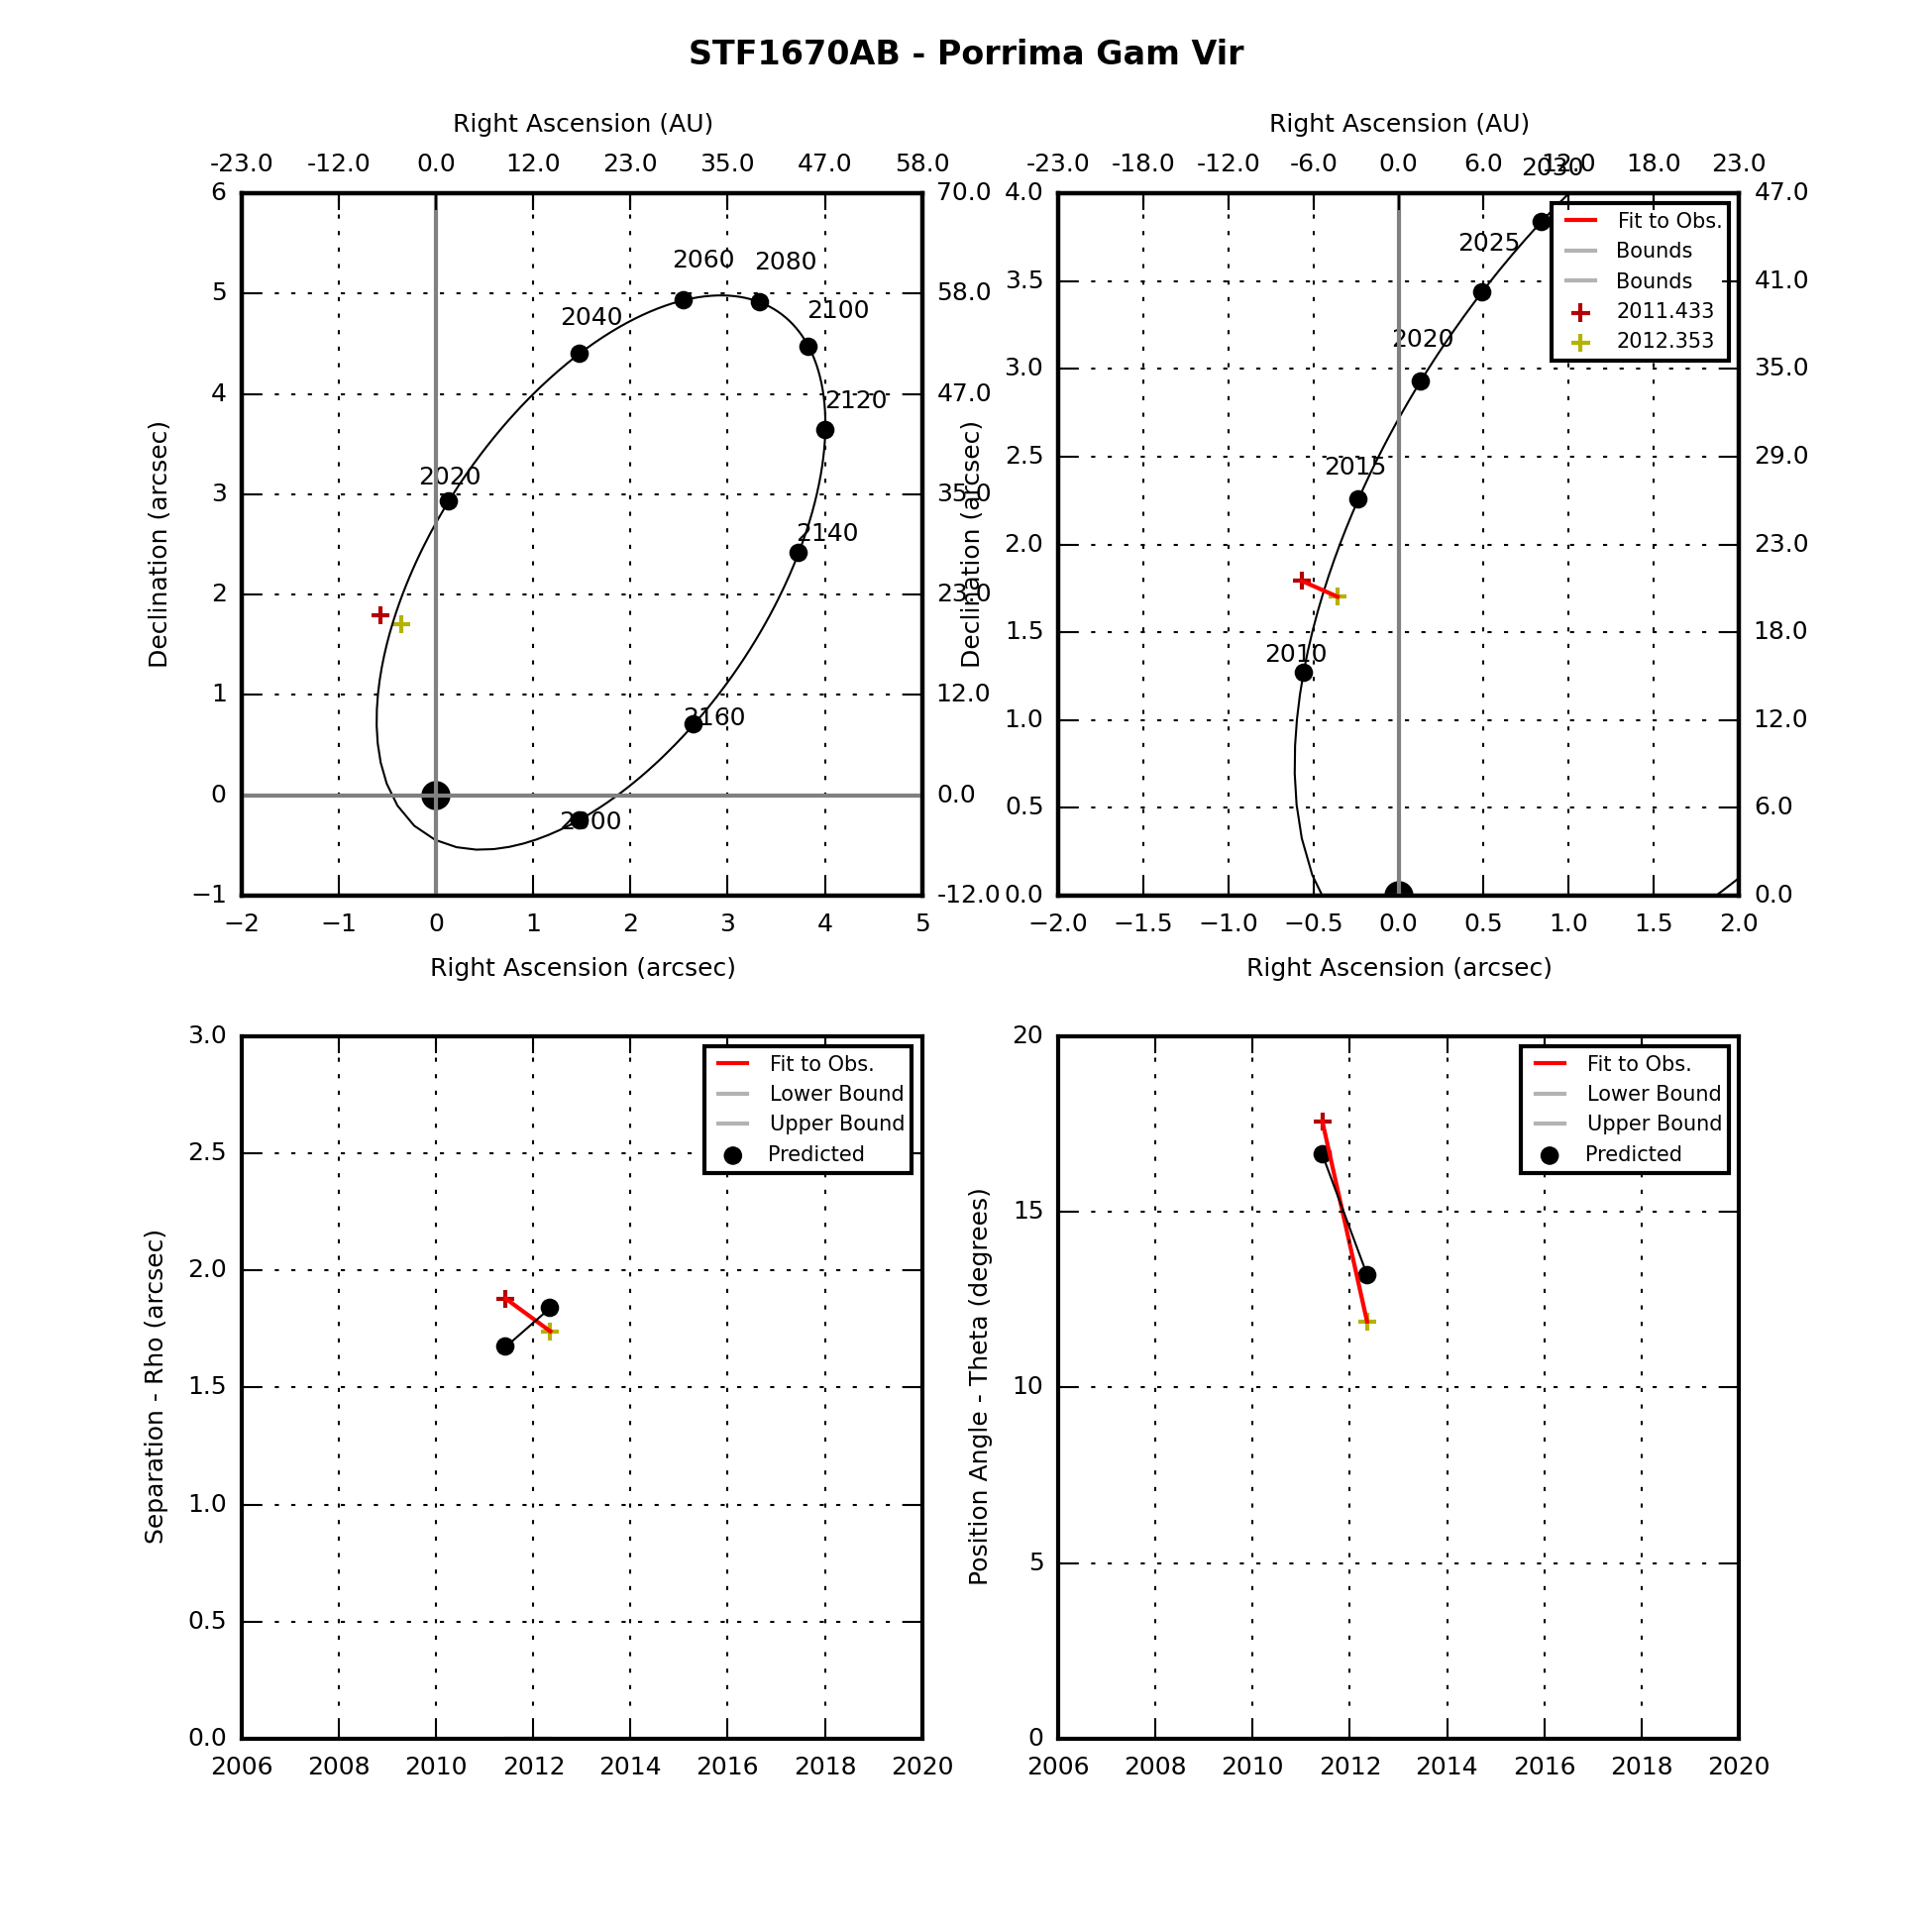 STF1670AB - Porrima Gam Vir
Right Ascension (AU)
-23.0 -12.0 0.0 12.0 23.0 35.0 47.0 58.0
6
5
4
3
2
1
0
−1
Declination (arcsec)
2020
2040
2060
2080
2100
2120
2140
2160
70.0
58.0
47.0
35.0
23.0
12.0
0.0
-12.0
−2 −1 0 1 2 3 4 5
Right Ascension (arcsec)
Right Ascension (AU)
-23.0 -18.0 -12.0 -6.0 0.0 6.0 12.0 18.0 23.0
4.0
3.5
3.0
2.5
2.0
1.5
1.0
0.5
0.0
Declination (arcsec)
2030
2025
2020
2015
2010
Fit to Obs.
Bounds
Bounds
2011.433
2012.353
47.0
41.0
35.0
29.0
23.0
18.0
12.0
6.0
0.0
−2.0 −1.5 −1.0 −0.5 0.0 0.5 1.0 1.5 2.0
Right Ascension (arcsec)
3.0
2.5
2.0
1.5
1.0
0.5
0.0
Separation - Rho (arcsec)
Fit to Obs.
Lower Bound
Upper Bound
Predicted
2006 2008 2010 2012 2014 2016 2018 2020
20
15
10
5
0
Position Angle - Theta (degrees)
Fit to Obs.
Lower Bound
Upper Bound
Predicted
2006 2008 2010 2012 2014 2016 2018 2020